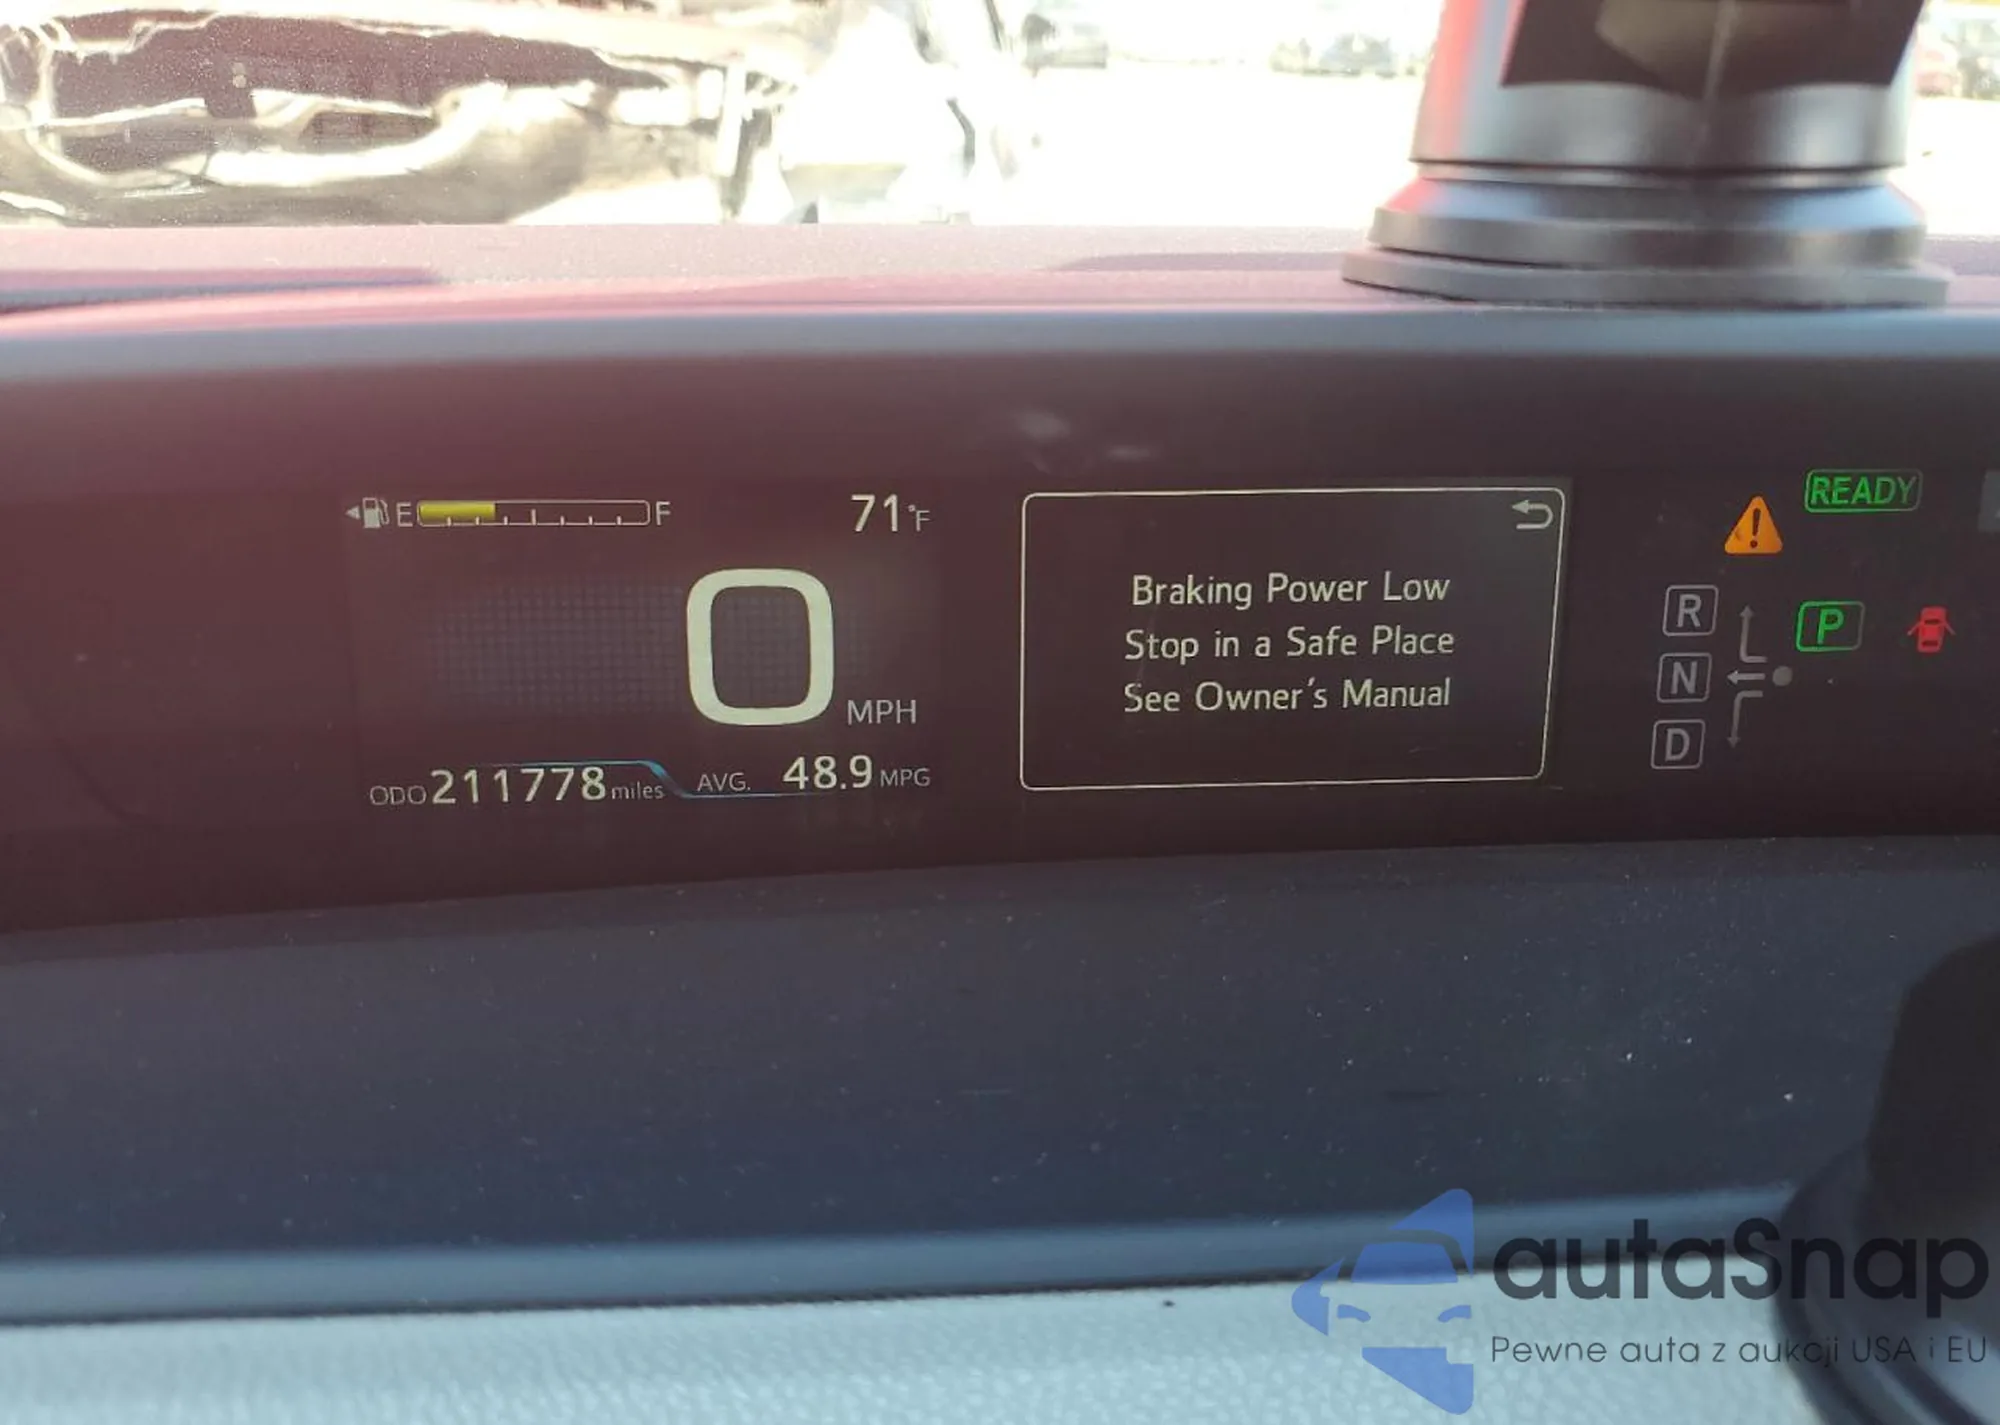 E F 71°F
0 MPH
ODO 211778 miles AVG. 48.9 MPG
Braking Power Low
Stop in a Safe Place
See Owner's Manual
READY
R
P
N
D
autaSnap
Pewne auta z aukcji USA i EU